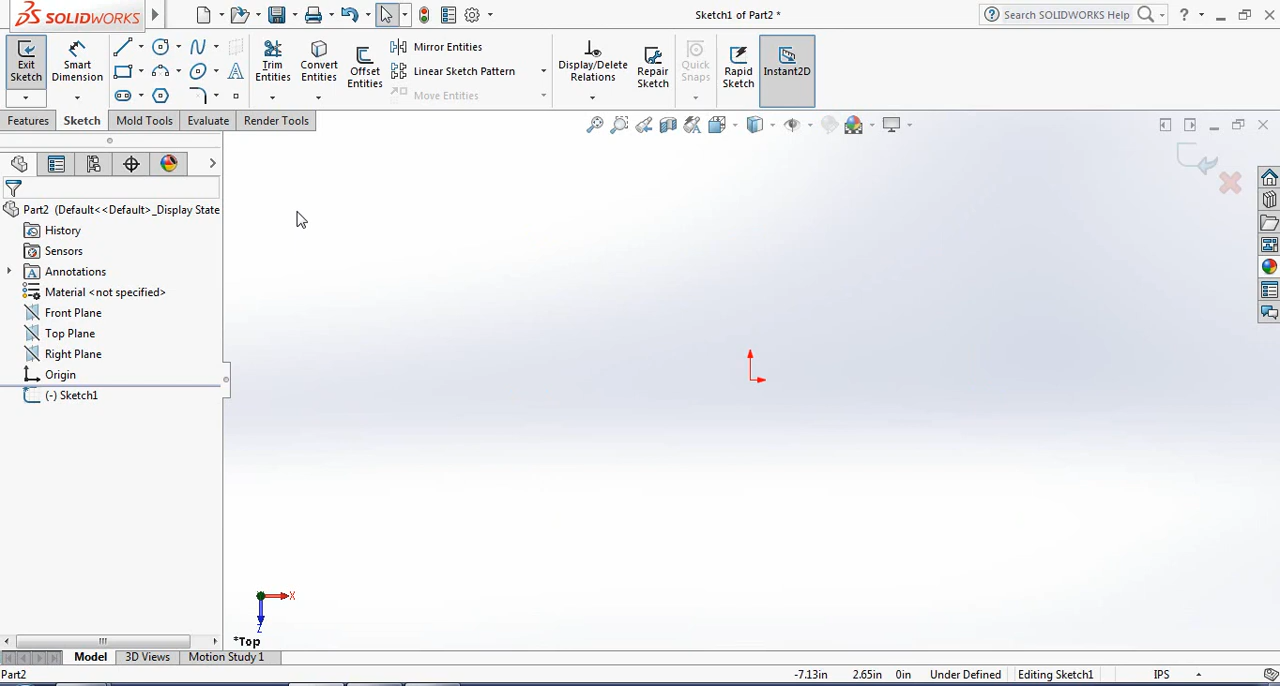 SOLIDWORKS
Sketch1 of Part2 *
Search SOLIDWORKS Help
?
Exit Sketch
Smart Dimension
Trim Entities
Convert Entities
Offset Entities
Mirror Entities
Linear Sketch Pattern
Move Entities
Display/Delete Relations
Repair Sketch
Quick Snaps
Rapid Sketch
Instant2D
Features
Sketch
Mold Tools
Evaluate
Render Tools
Part2 (Default<<Default>_Display State
History
Sensors
Annotations
Material <not specified>
Front Plane
Top Plane
Right Plane
Origin
(-) Sketch1
X
Z
*Top
Model
3D Views
Motion Study 1
Part2
-7.13in
2.65in
0in
Under Defined
Editing Sketch1
IPS